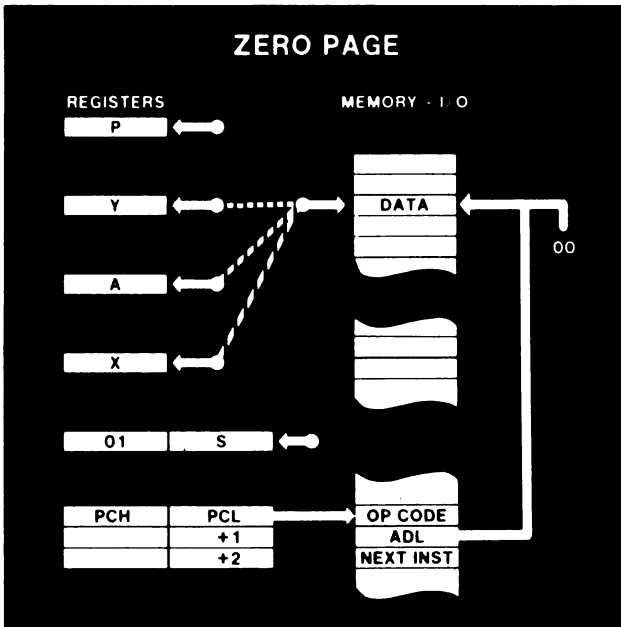 ZERO PAGE
REGISTERS
MEMORY - I/O
P
Y
DATA
00
A
X
01 S
PCH PCL OP CODE
+1 ADL
+2 NEXT INST